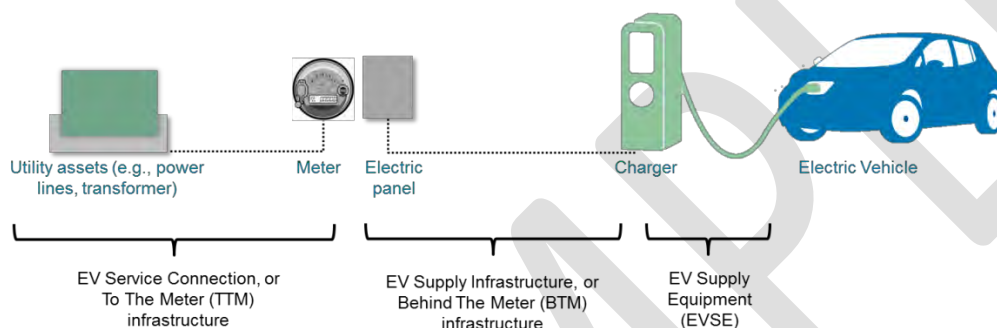 Utility assets (e.g., power
lines, transformer)
Meter
Electric
panel
Charger
Electric Vehicle
EV Service Connection, or
To The Meter (TTM)
infrastructure
EV Supply Infrastructure, or
Behind The Meter (BTM)
infrastructure
EV Supply
Equipment
(EVSE)